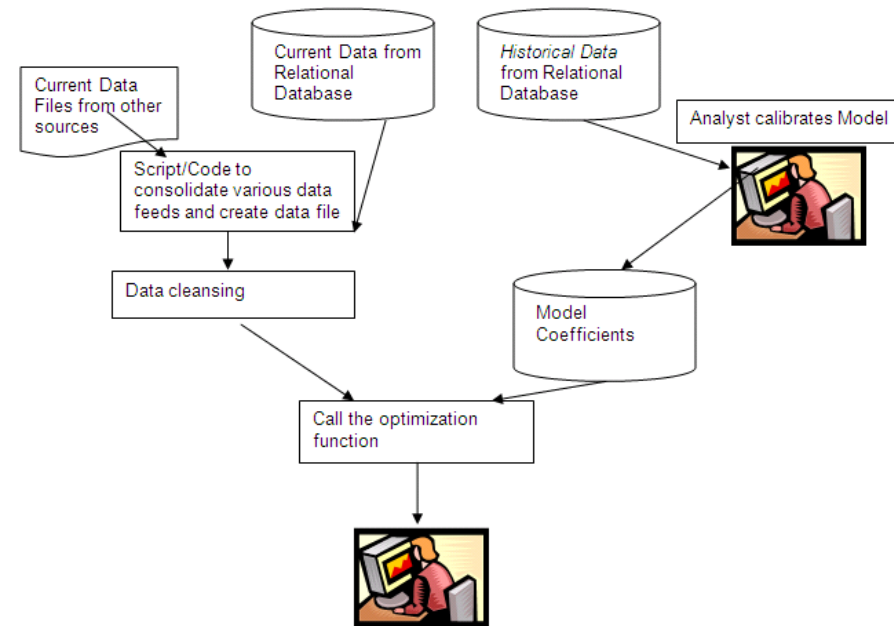 Current Data
Files from other
sources
Current Data from
Relational
Database
Historical Data
from Relational
Database
Analyst calibrates Model
Script/Code to
consolidate various data
feeds and create data file
Data cleansing
Model
Coefficients
Call the optimization
function